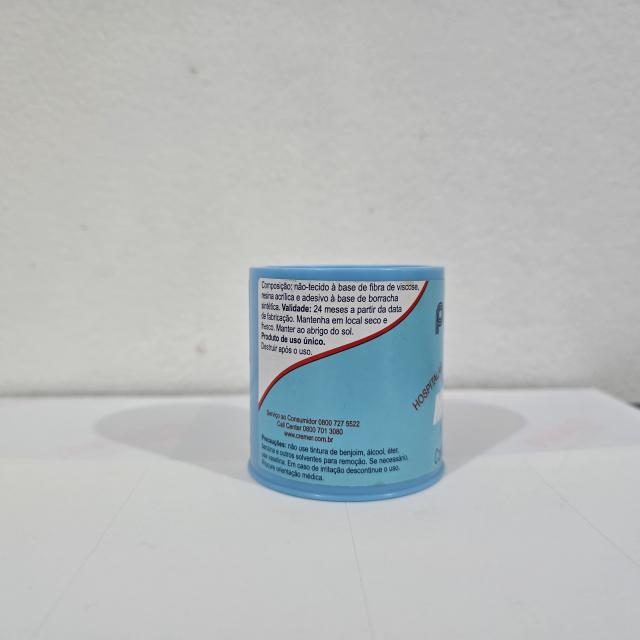 Composição: não-tecido à base de fibra de viscose,
resina acrílica e adesivo à base de borracha
sintética. Validade: 24 meses a partir da data
de fabricação. Mantenha em local seco e
fresco. Manter ao abrigo do sol.
Produto de uso único.
Destruir após o uso.
Serviço ao Consumidor 0800 727 5522
Call Center 0800 701 3080
www.cremer.com.br
Precauções: não use tintura de benjoim, álcool, éter,
benzina e outros solventes para remoção. Se necessário,
use vaselina. Em caso de irritação descontinue o uso.
Procure orientação médica.